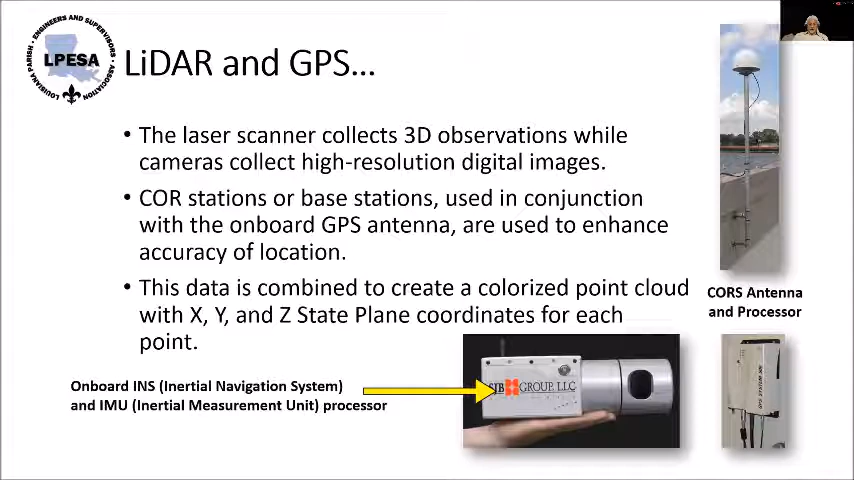 LOUISIANA PARISH - ENGINEERS AND SUPERVISORS - ASSOCIATION
LPESA
LiDAR and GPS...
• The laser scanner collects 3D observations while
cameras collect high-resolution digital images.
• COR stations or base stations, used in conjunction
with the onboard GPS antenna, are used to enhance
accuracy of location.
• This data is combined to create a colorized point cloud
with X, Y, and Z State Plane coordinates for each
point.
CORS Antenna
and Processor
Onboard INS (Inertial Navigation System)
and IMU (Inertial Measurement Unit) processor
SJB GROUP, LLC